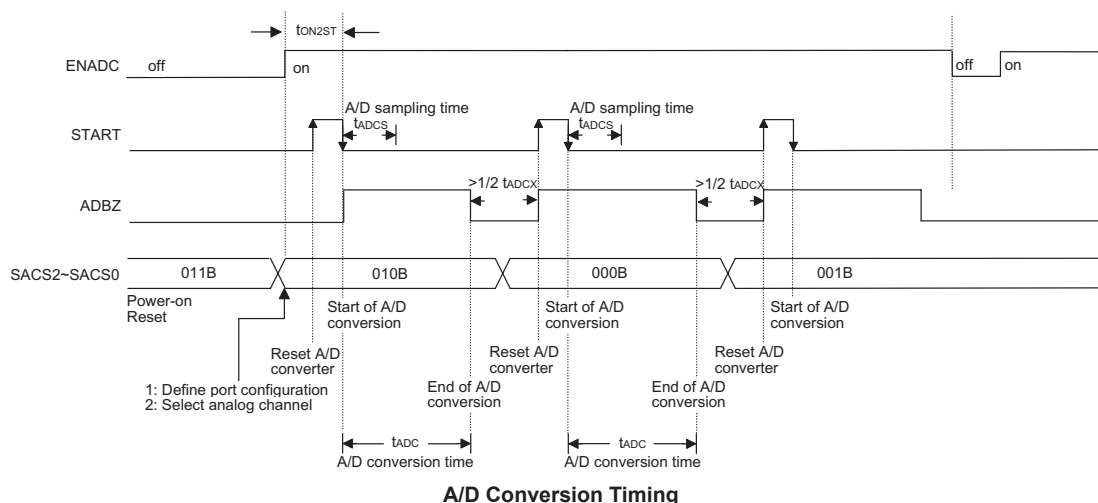 tON2ST
ENADC
off
on
off
on
A/D sampling time
tADCS
A/D sampling time
tADCS
START
>1/2 tADCX
>1/2 tADCX
ADBZ
SACS2~SACS0
011B
010B
000B
001B
Power-on
Reset
Start of A/D
conversion
Start of A/D
conversion
Start of A/D
conversion
Reset A/D
converter
Reset A/D
converter
Reset A/D
converter
1: Define port configuration
2: Select analog channel
End of A/D
conversion
End of A/D
conversion
tADC
A/D conversion time
tADC
A/D conversion time
A/D Conversion Timing